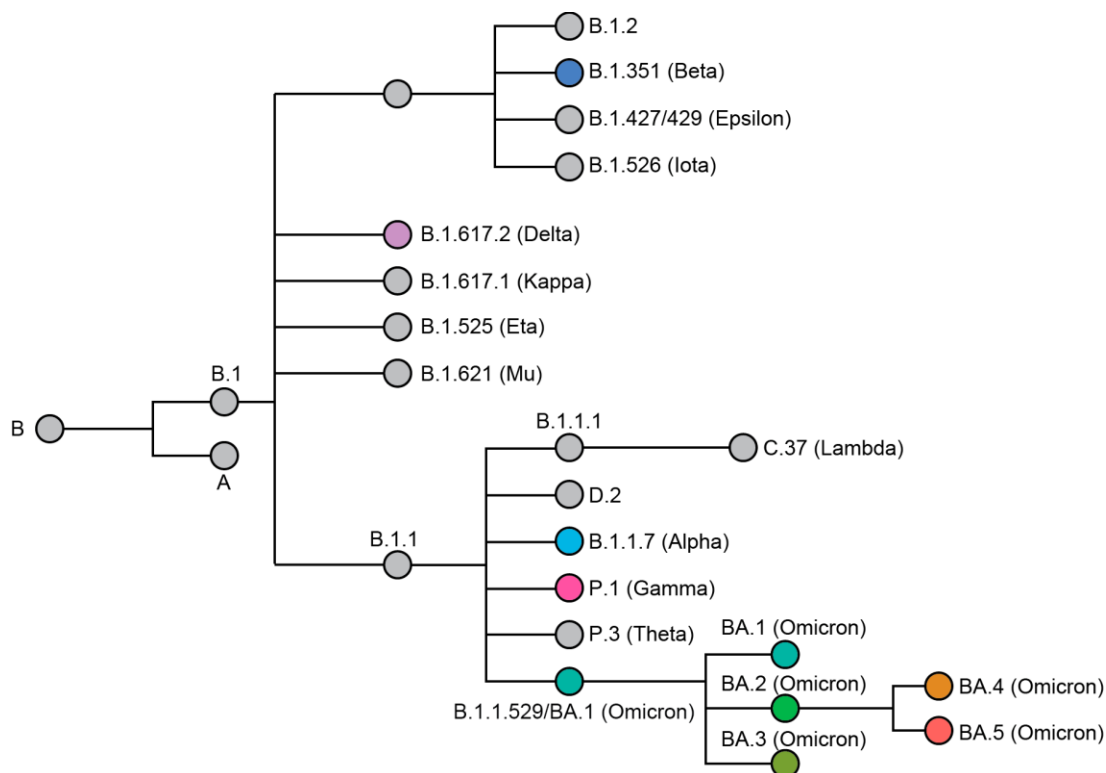 B.1.2
B.1.351 (Beta)
B.1.427/429 (Epsilon)
B.1.526 (Iota)
B.1.617.2 (Delta)
B.1.617.1 (Kappa)
B.1.525 (Eta)
B.1.621 (Mu)
B.1
B
A
B.1.1.1
C.37 (Lambda)
D.2
B.1.1
B.1.1.7 (Alpha)
P.1 (Gamma)
P.3 (Theta)
B.1.1.529/BA.1 (Omicron)
BA.1 (Omicron)
BA.2 (Omicron)
BA.3 (Omicron)
BA.4 (Omicron)
BA.5 (Omicron)